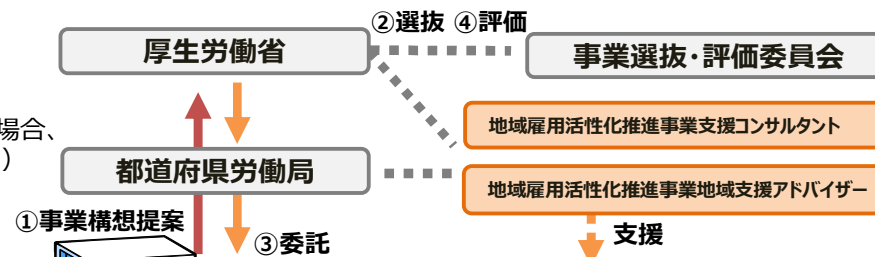 ②選抜 ④評価
厚生労働省
事業選抜・評価委員会
場合、
）
地域雇用活性化推進事業支援コンサルタント
都道府県労働局
地域雇用活性化推進事業地域支援アドバイザー
①事業構想提案
③委託
支援